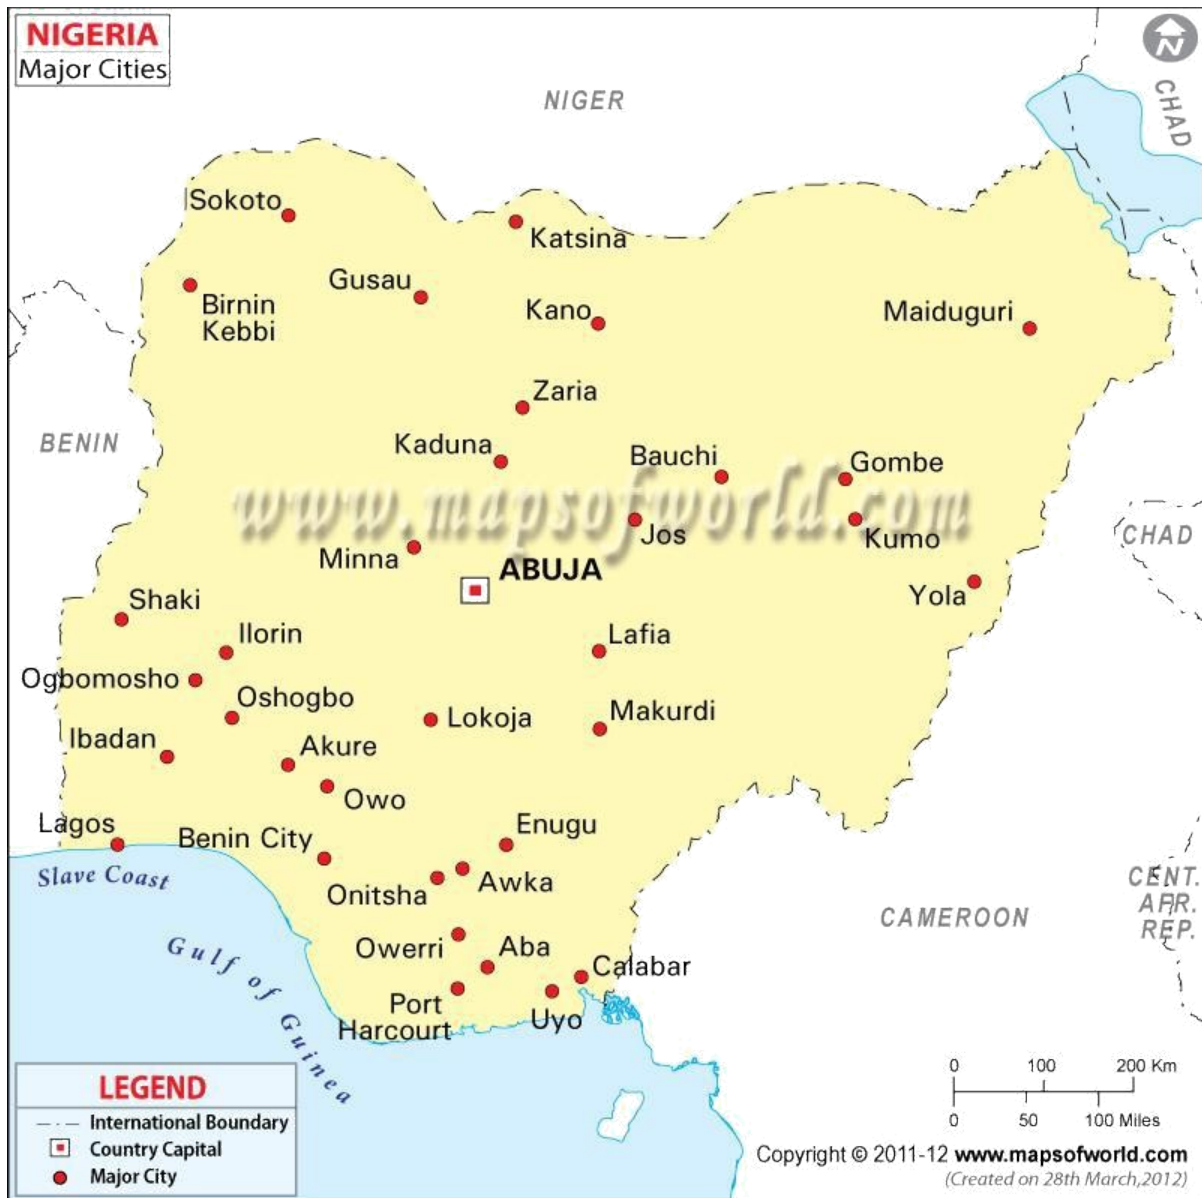 NIGERIA
Major Cities
N
NIGER
CHAD
Sokoto
Katsina
Gusau
Birnin
Kebbi
Kano
Maiduguri
Zaria
BENIN
Kaduna
Bauchi
Gombe
www.mapsofworld.com
Jos
Kumo
CHAD
Minna
ABUJA
Yola
Shaki
Ilorin
Lafia
Ogbomosho
Oshogbo
Lokoja
Makurdi
Ibadan
Akure
Owo
Lagos
Benin City
Enugu
Slave Coast
Onitsha
Awka
CENT.
AFR.
REP.
CAMEROON
Gulf of Guinea
Owerri
Aba
Calabar
Port
Harcourt
Uyo
0 100 200 Km
0 50 100 Miles
LEGEND
International Boundary
Country Capital
Major City
Copyright © 2011-12 www.mapsofworld.com
(Created on 28th March,2012)